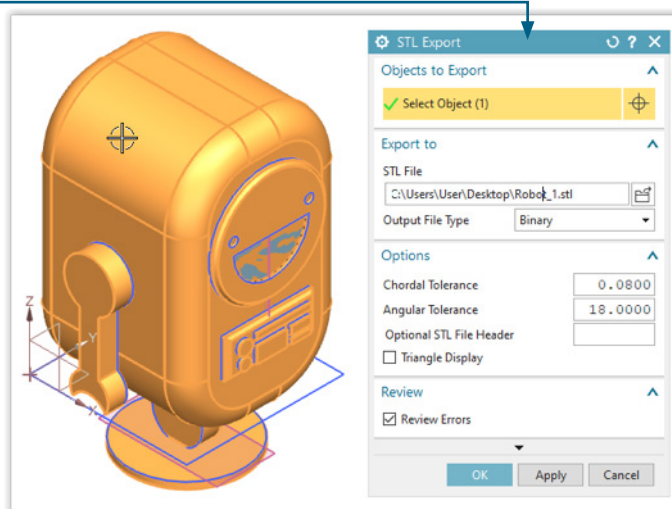 STL Export
Objects to Export
Select Object (1)
Export to
STL File
C:\Users\User\Desktop\Robot_1.stl
Output File Type Binary
Options
Chordal Tolerance 0.0800
Angular Tolerance 18.0000
Optional STL File Header
Triangle Display
Review
Review Errors
OK Apply Cancel
Z
Y
X